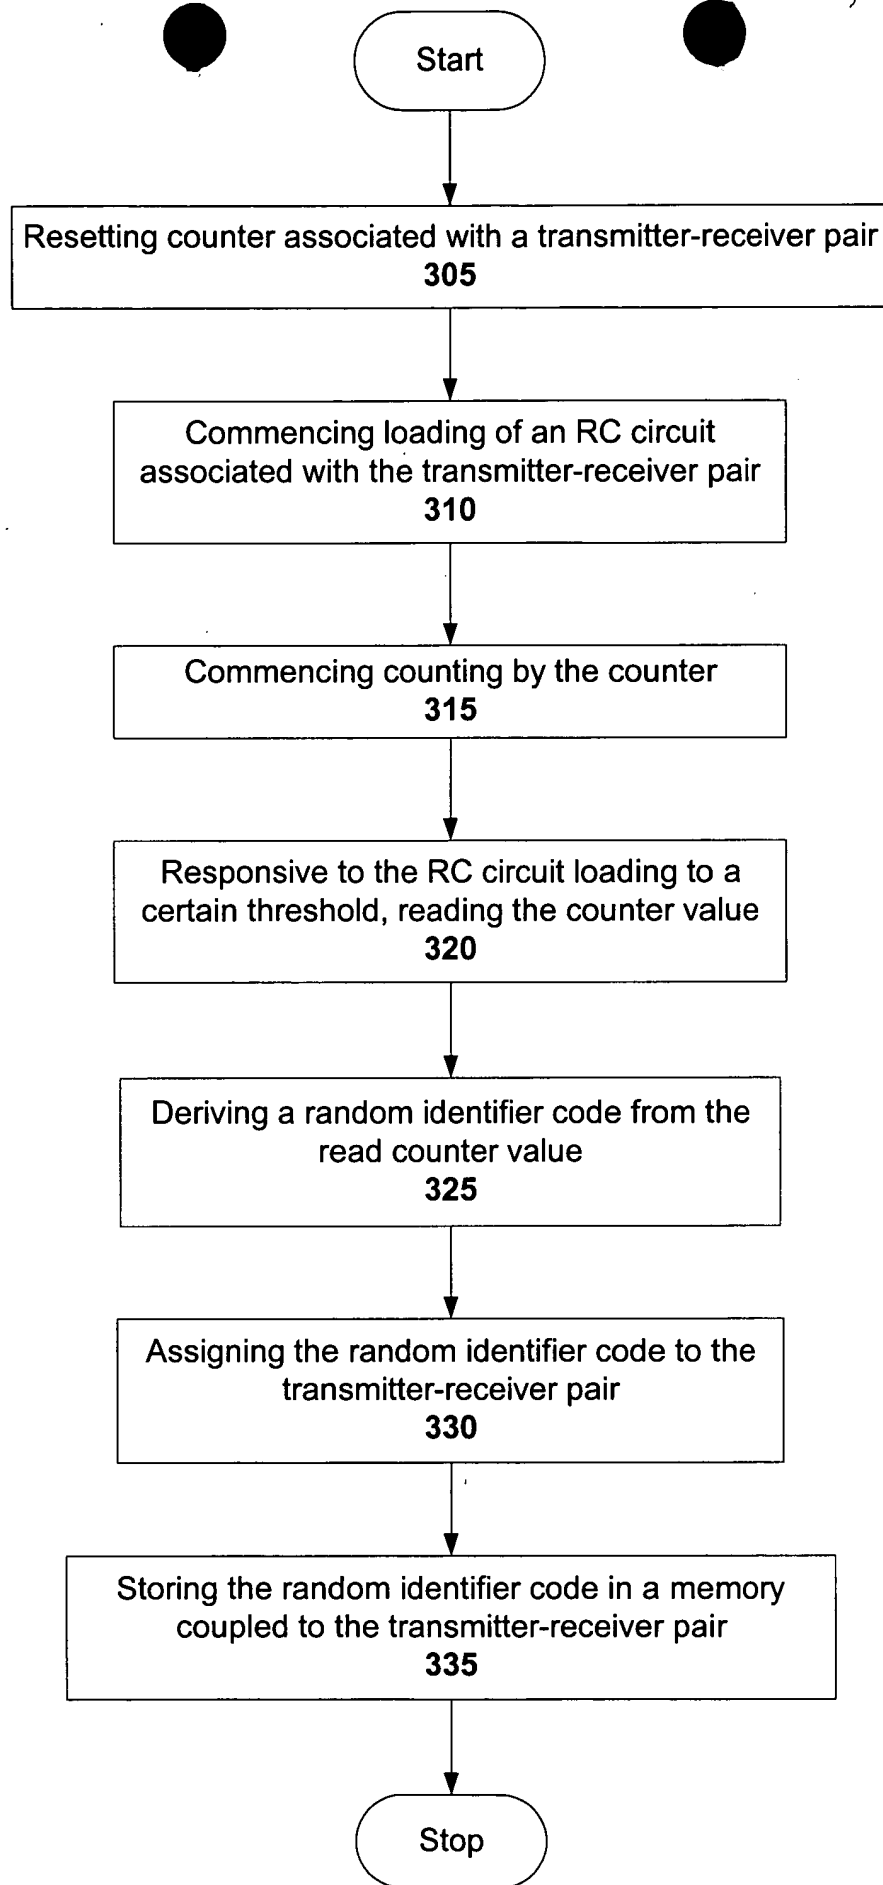 Start
Resetting counter associated with a transmitter-receiver pair
305
Commencing loading of an RC circuit
associated with the transmitter-receiver pair
310
Commencing counting by the counter
315
Responsive to the RC circuit loading to a
certain threshold, reading the counter value
320
Deriving a random identifier code from the
read counter value
325
Assigning the random identifier code to the
transmitter-receiver pair
330
Storing the random identifier code in a memory
coupled to the transmitter-receiver pair
335
Stop